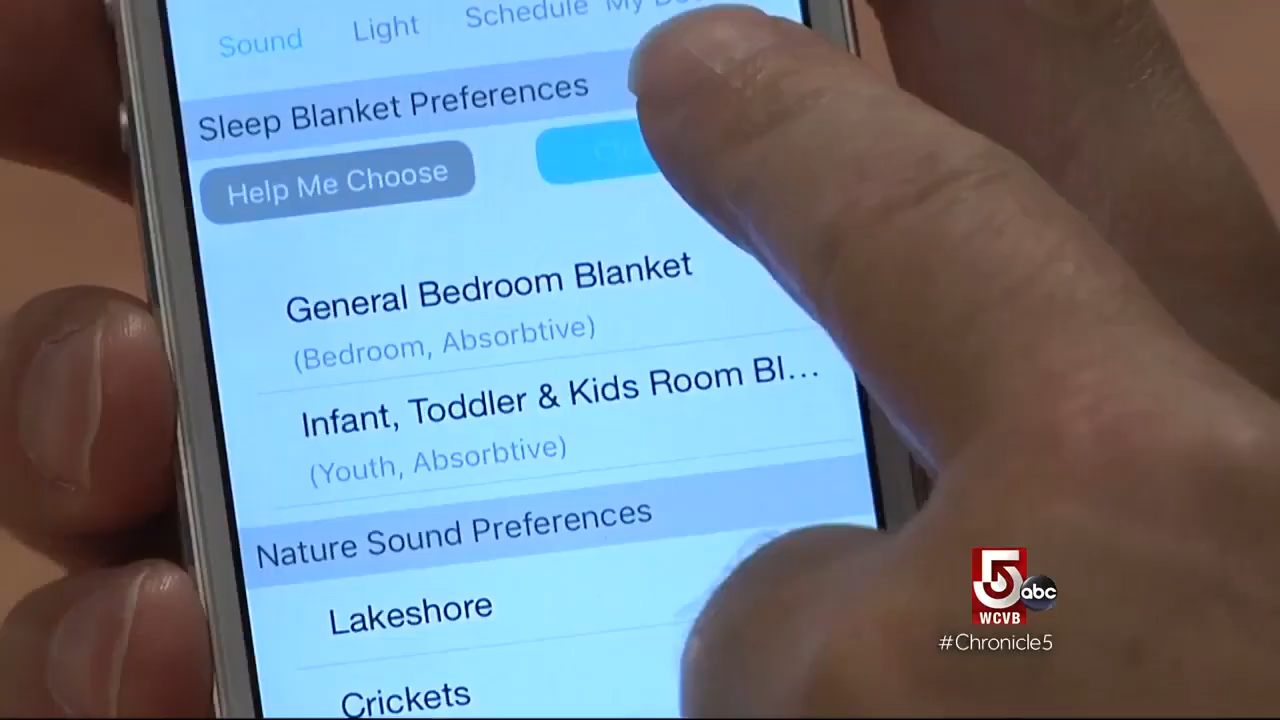 Sound Light Schedule My
Sleep Blanket Preferences
Help Me Choose
General Bedroom Blanket
(Bedroom, Absorbtive)
Infant, Toddler & Kids Room Bl...
(Youth, Absorbtive)
Nature Sound Preferences
Lakeshore
Crickets
5 abc
WCVB
#Chronicle5